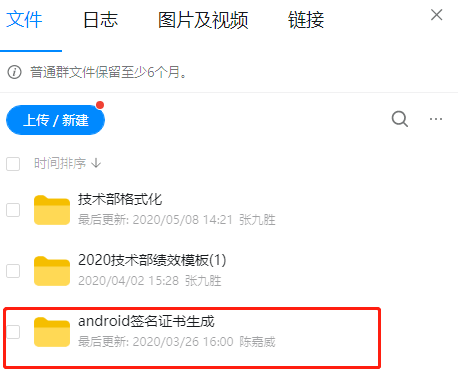 文件 日志 图片及视频 链接
普通群文件保留至少6个月。
上传 / 新建
时间排序
技术部格式化
最后更新: 2020/05/08 14:21 张九胜
2020技术部绩效模板(1)
2020/04/02 15:28 张九胜
android签名证书生成
最后更新: 2020/03/26 16:00 陈嘉威